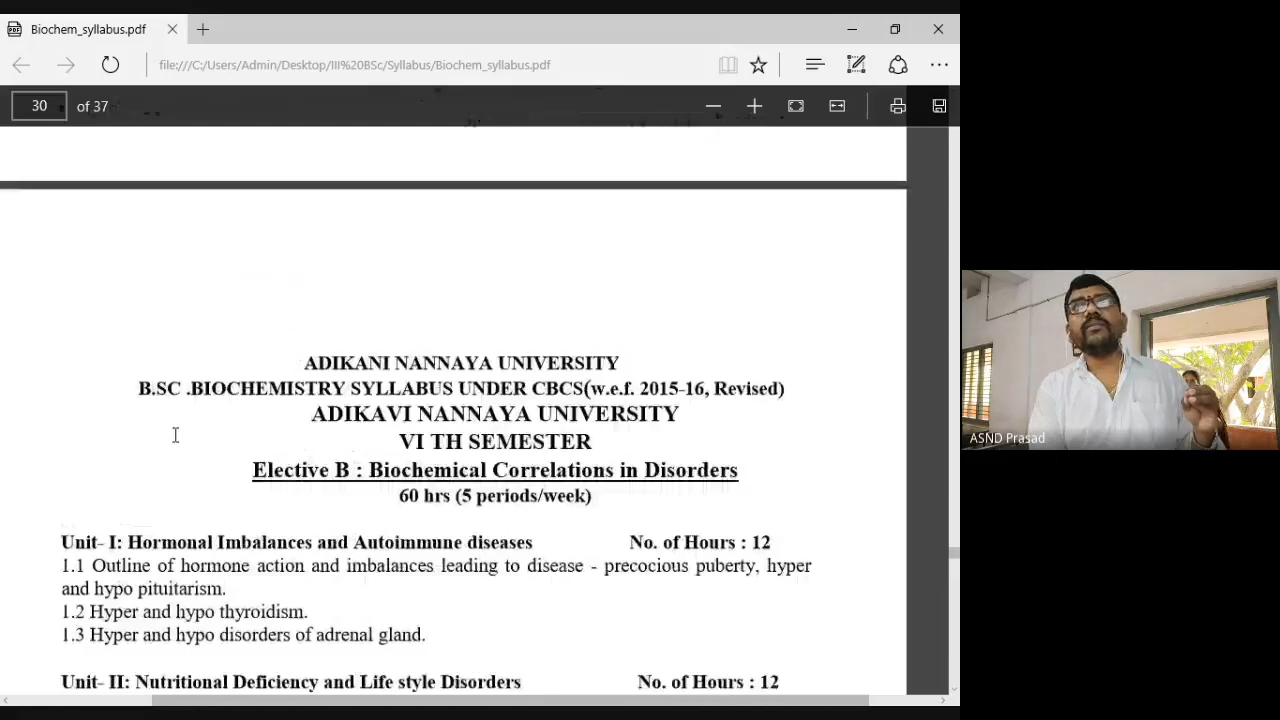 Biochem_syllabus.pdf
file:///C:/Users/Admin/Desktop/III%20BSc/Syllabus/Biochem_syllabus.pdf
30 of 37
ADIKANI NANNAYA UNIVERSITY
B.SC .BIOCHEMISTRY SYLLABUS UNDER CBCS(w.e.f. 2015-16, Revised)
ADIKAVI NANNAYA UNIVERSITY
VI TH SEMESTER
Elective B : Biochemical Correlations in Disorders
60 hrs (5 periods/week)
Unit- I: Hormonal Imbalances and Autoimmune diseases No. of Hours : 12
1.1 Outline of hormone action and imbalances leading to disease - precocious puberty, hyper
and hypo pituitarism.
1.2 Hyper and hypo thyroidism.
1.3 Hyper and hypo disorders of adrenal gland.
Unit- II: Nutritional Deficiency and Life style Disorders No. of Hours : 12
ASND Prasad